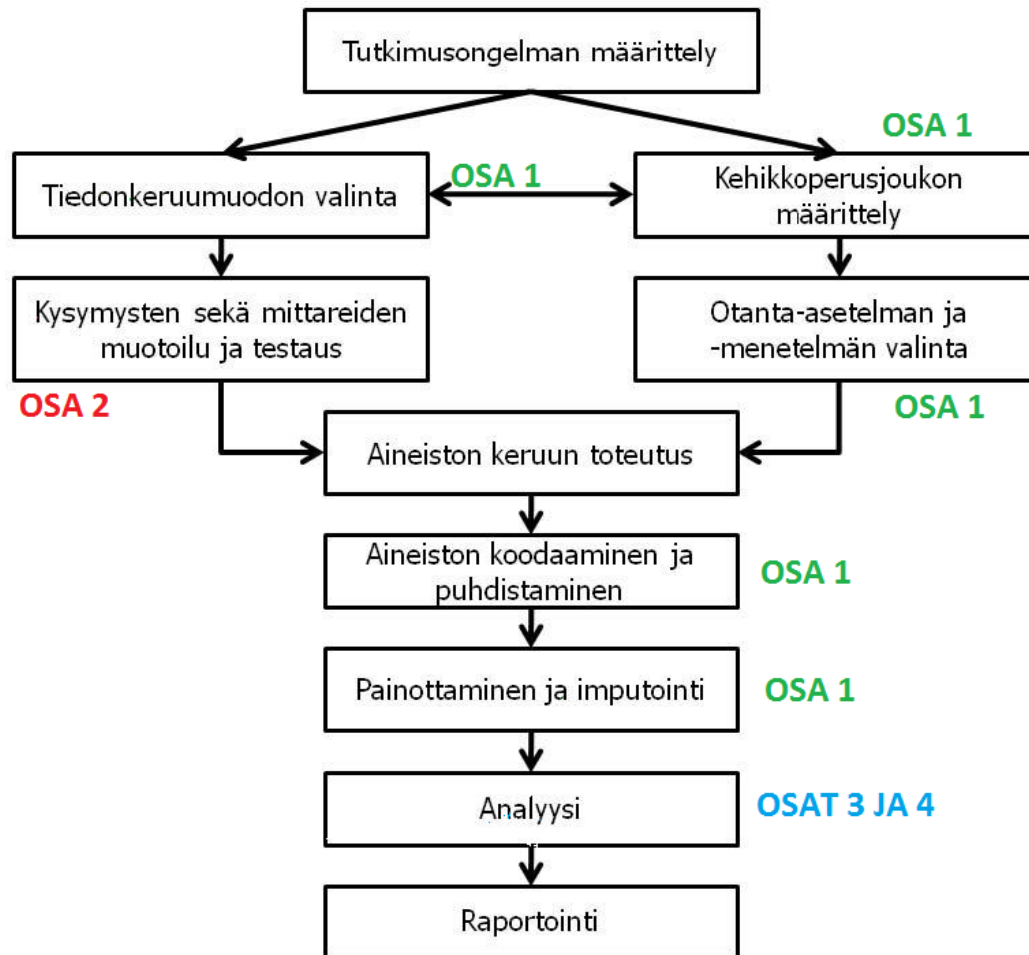 Tutkimusongelman määrittely
OSA 1
Tiedonkeruumuodon valinta
OSA 1
Kehikkoperusjoukon
määrittely
Kysymysten sekä mittareiden
muotoilu ja testaus
Otanta-asetelman ja
-menetelmän valinta
OSA 2
OSA 1
Aineiston keruun toteutus
Aineiston koodaaminen ja
puhdistaminen
OSA 1
Painottaminen ja imputointi
OSA 1
Analyysi
OSAT 3 JA 4
Raportointi